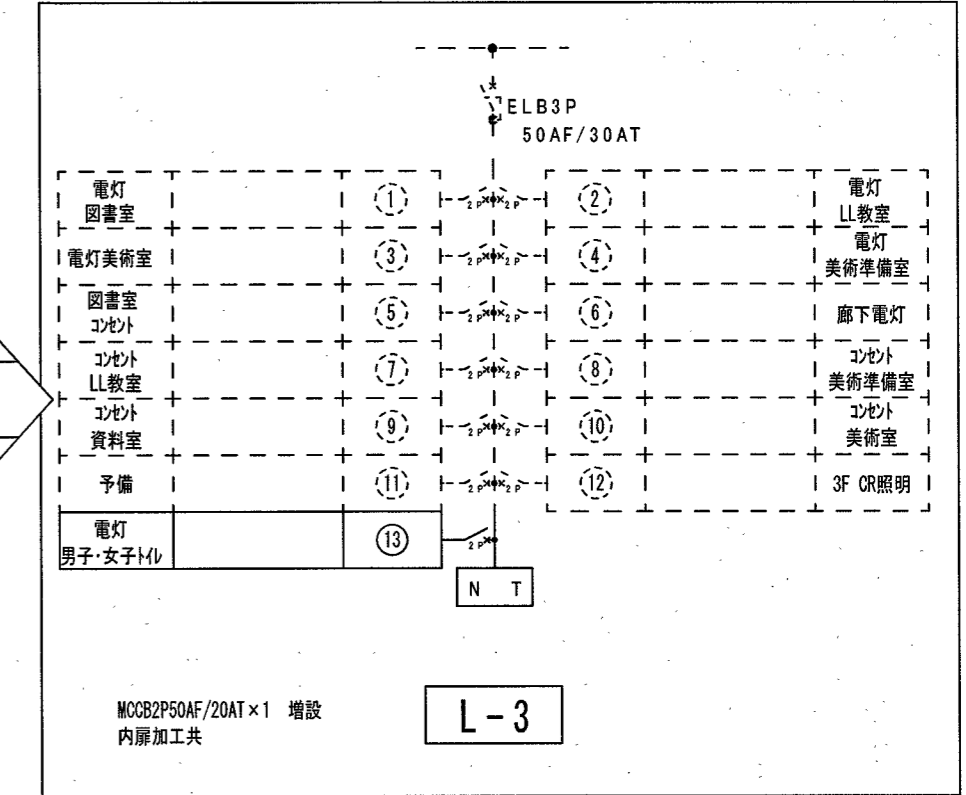 ELB3P
50AF/30AT
電灯
図書室
①
2P
2P
②
電灯
LL教室
電灯美術室
③
2P
2P
④
電灯
美術準備室
図書室
コンセント
⑤
2P
2P
⑥
廊下電灯
コンセント
LL教室
⑦
2P
2P
⑧
コンセント
美術準備室
コンセント
資料室
⑨
2P
2P
⑩
コンセント
美術室
予備
⑪
2P
2P
⑫
3F CR照明
電灯
男子・女子トイレ
⑬
2P
N T
MCCB2P50AF/20AT×1 増設
内扉加工共
L-3